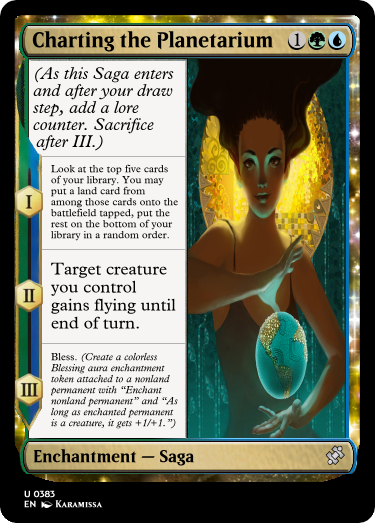 Charting the Planetarium 1
(As this Saga enters
and after your draw
step, add a lore
counter. Sacrifice
after III.)
I
Look at the top five cards
of your library. You may
put a land card from
among those cards onto the
battlefield tapped, put the
rest on the bottom of your
library in a random order.
II
Target creature
you control
gains flying until
end of turn.
III
Bless. (Create a colorless
Blessing aura enchantment
token attached to a nonland
permanent with “Enchant
nonland permanent” and “As
long as enchanted permanent
is a creature, it gets +1/+1.”)
Enchantment — Saga
U 0383
EN Karamissa